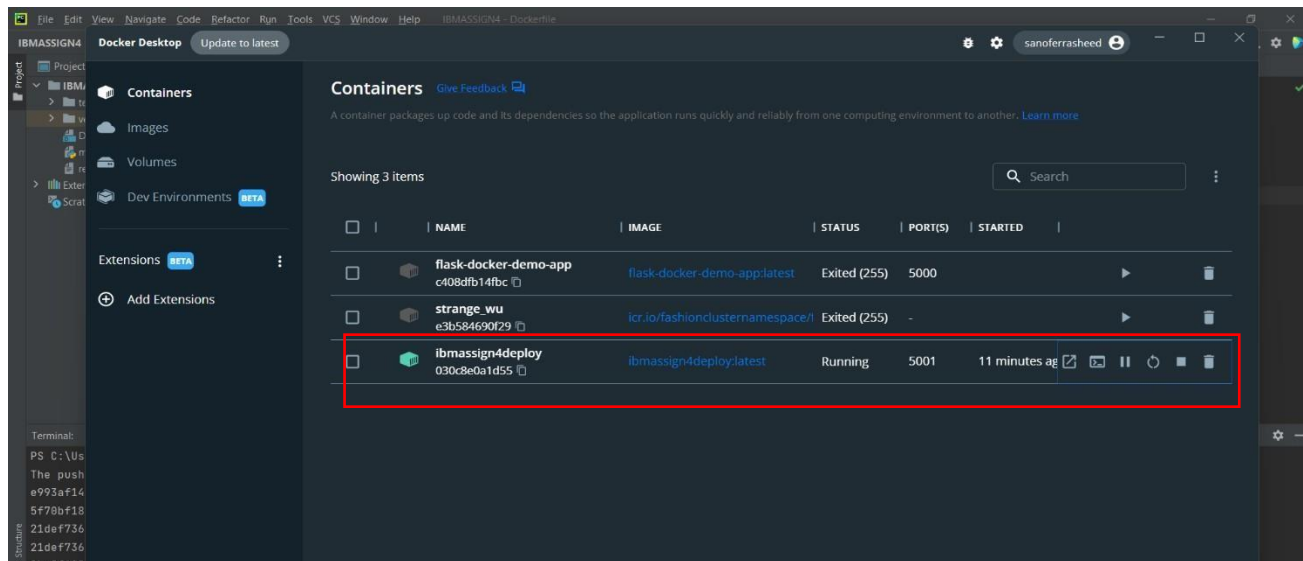 File Edit View Navigate Code Refactor Run Tools VCS Window Help IBMASSIGN4 - Dockerfile
IBMASSIGN4
Docker Desktop Update to latest sanoferrasheed
Project
Project
IBM
Exter
Scrat
Containers
Images
Volumes
Dev Environments BETA
Extensions BETA
Add Extensions
Containers Give Feedback
A container packages up code and its dependencies so the application runs quickly and reliably from one computing environment to another. Learn more
Showing 3 items
Search
NAME IMAGE STATUS PORT(S) STARTED
flask-docker-demo-app flask-docker-demo-app:latest Exited (255) 5000
c408dfb14fbc
strange_wu icr.io/fashionclusternamespace/ Exited (255) -
e3b584690f29
ibmassign4deploy ibmassign4deploy:latest Running 5001 11 minutes ag
030c8e0a1d55
Terminal:
PS C:\Us
The push
e993af14
5f70bf18
21def736
21def736
Structure